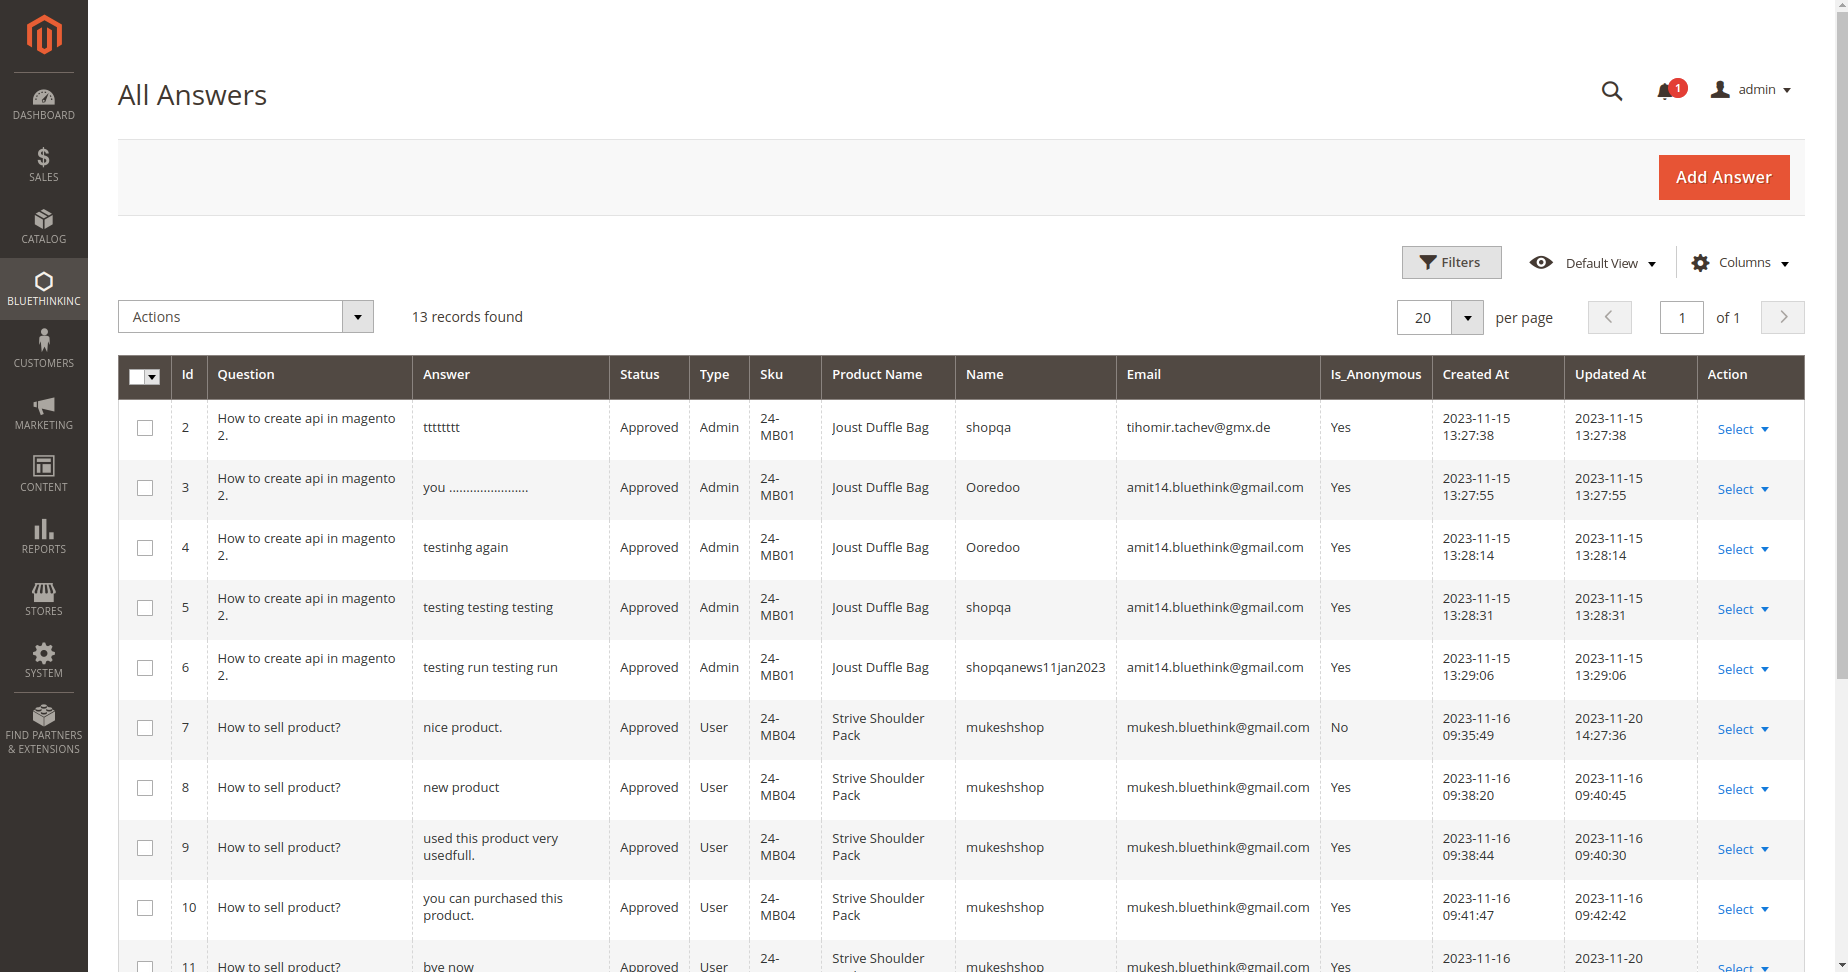 All Answers
1
admin
DASHBOARD
SALES
CATALOG
BLUETHINKINC
CUSTOMERS
MARKETING
CONTENT
REPORTS
STORES
SYSTEM
FIND PARTNERS
& EXTENSIONS
Add Answer
Filters
Default View
Columns
Actions
13 records found
20
per page
1
of 1
Id Question Answer Status Type Sku Product Name Name Email Is_Anonymous Created At Updated At Action
2 How to create api in magento 2. tttttttt Approved Admin 24-MB01 Joust Duffle Bag shopqa tihomir.tachev@gmx.de Yes 2023-11-15 13:27:38 2023-11-15 13:27:38 Select
3 How to create api in magento 2. you ....................... Approved Admin 24-MB01 Joust Duffle Bag Ooredoo amit14.bluethink@gmail.com Yes 2023-11-15 13:27:55 2023-11-15 13:27:55 Select
4 How to create api in magento 2. testinhg again Approved Admin 24-MB01 Joust Duffle Bag Ooredoo amit14.bluethink@gmail.com Yes 2023-11-15 13:28:14 2023-11-15 13:28:14 Select
5 How to create api in magento 2. testing testing testing Approved Admin 24-MB01 Joust Duffle Bag shopqa amit14.bluethink@gmail.com Yes 2023-11-15 13:28:31 2023-11-15 13:28:31 Select
6 How to create api in magento 2. testing run testing run Approved Admin 24-MB01 Joust Duffle Bag shopqanews11jan2023 amit14.bluethink@gmail.com Yes 2023-11-15 13:29:06 2023-11-15 13:29:06 Select
7 How to sell product? nice product. Approved User 24-MB04 Strive Shoulder Pack mukeshshop mukesh.bluethink@gmail.com No 2023-11-16 09:35:49 2023-11-20 14:27:36 Select
8 How to sell product? new product Approved User 24-MB04 Strive Shoulder Pack mukeshshop mukesh.bluethink@gmail.com Yes 2023-11-16 09:38:20 2023-11-16 09:40:45 Select
9 How to sell product? used this product very usedfull. Approved User 24-MB04 Strive Shoulder Pack mukeshshop mukesh.bluethink@gmail.com Yes 2023-11-16 09:38:44 2023-11-16 09:40:30 Select
10 How to sell product? you can purchased this product. Approved User 24-MB04 Strive Shoulder Pack mukeshshop mukesh.bluethink@gmail.com Yes 2023-11-16 09:41:47 2023-11-16 09:42:42 Select
11 How to sell product? bye now Approved User 24- Strive Shoulder mukeshshop mukesh.bluethink@gmail.com Yes 2023-11-16 2023-11-20 Select